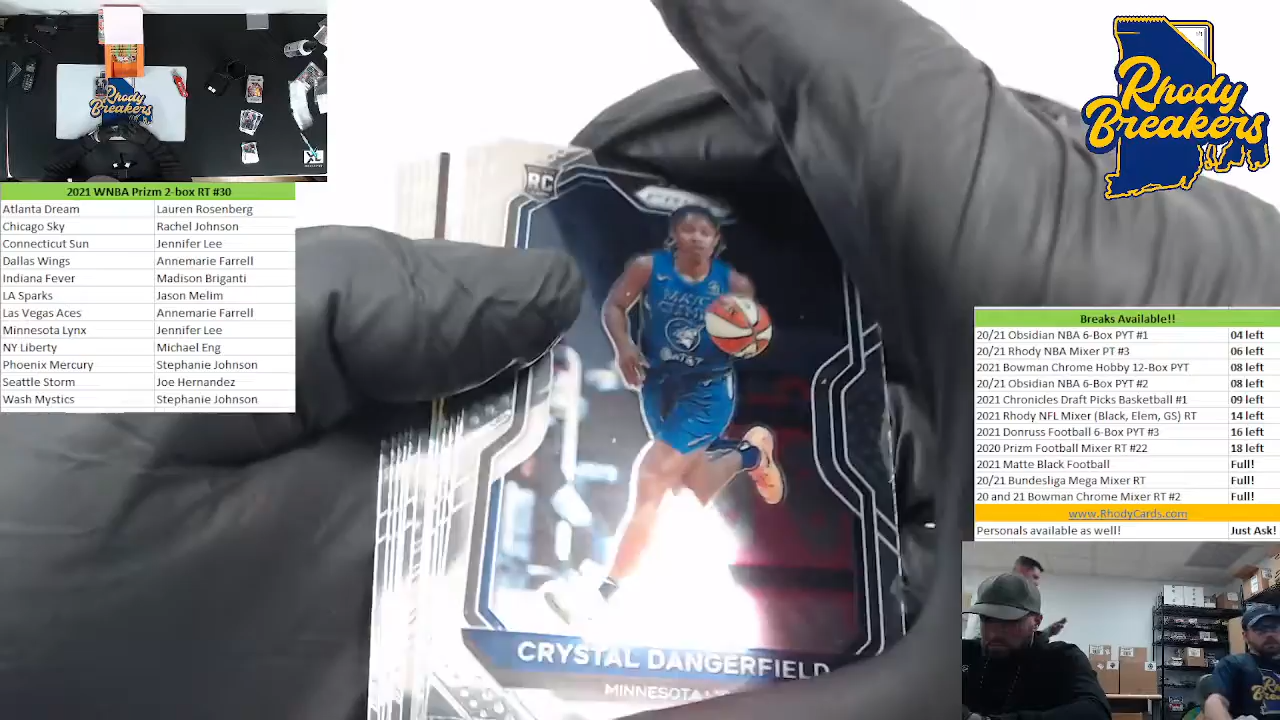 2021 WNBA Prizm 2-box RT #30
Atlanta Dream Lauren Rosenberg
Chicago Sky Rachel Johnson
Connecticut Sun Jennifer Lee
Dallas Wings Annemarie Farrell
Indiana Fever Madison Briganti
LA Sparks Jason Melim
Las Vegas Aces Annemarie Farrell
Minnesota Lynx Jennifer Lee
NY Liberty Michael Eng
Phoenix Mercury Stephanie Johnson
Seattle Storm Joe Hernandez
Wash Mystics Stephanie Johnson
Rhody
Breakers
XL
RC
PRIZM
AT&T
CRYSTAL DANGERFIELD
MINNESOTA
Rhody
Breakers
Breaks Available!!
20/21 Obsidian NBA 6-Box PYT #1 04 left
20/21 Rhody NBA Mixer PT #3 06 left
2021 Bowman Chrome Hobby 12-Box PYT 08 left
20/21 Obsidian NBA 6-Box PYT #2 08 left
2021 Chronicles Draft Picks Basketball #1 09 left
2021 Rhody NFL Mixer (Black, Elem, GS) RT 14 left
2021 Donruss Football 6-Box PYT #3 16 left
2020 Prizm Football Mixer RT #22 18 left
2021 Matte Black Football Full!
20/21 Bundesliga Mega Mixer RT Full!
20 and 21 Bowman Chrome Mixer RT #2 Full!
www.RhodyCards.com
Personals available as well! Just Ask!